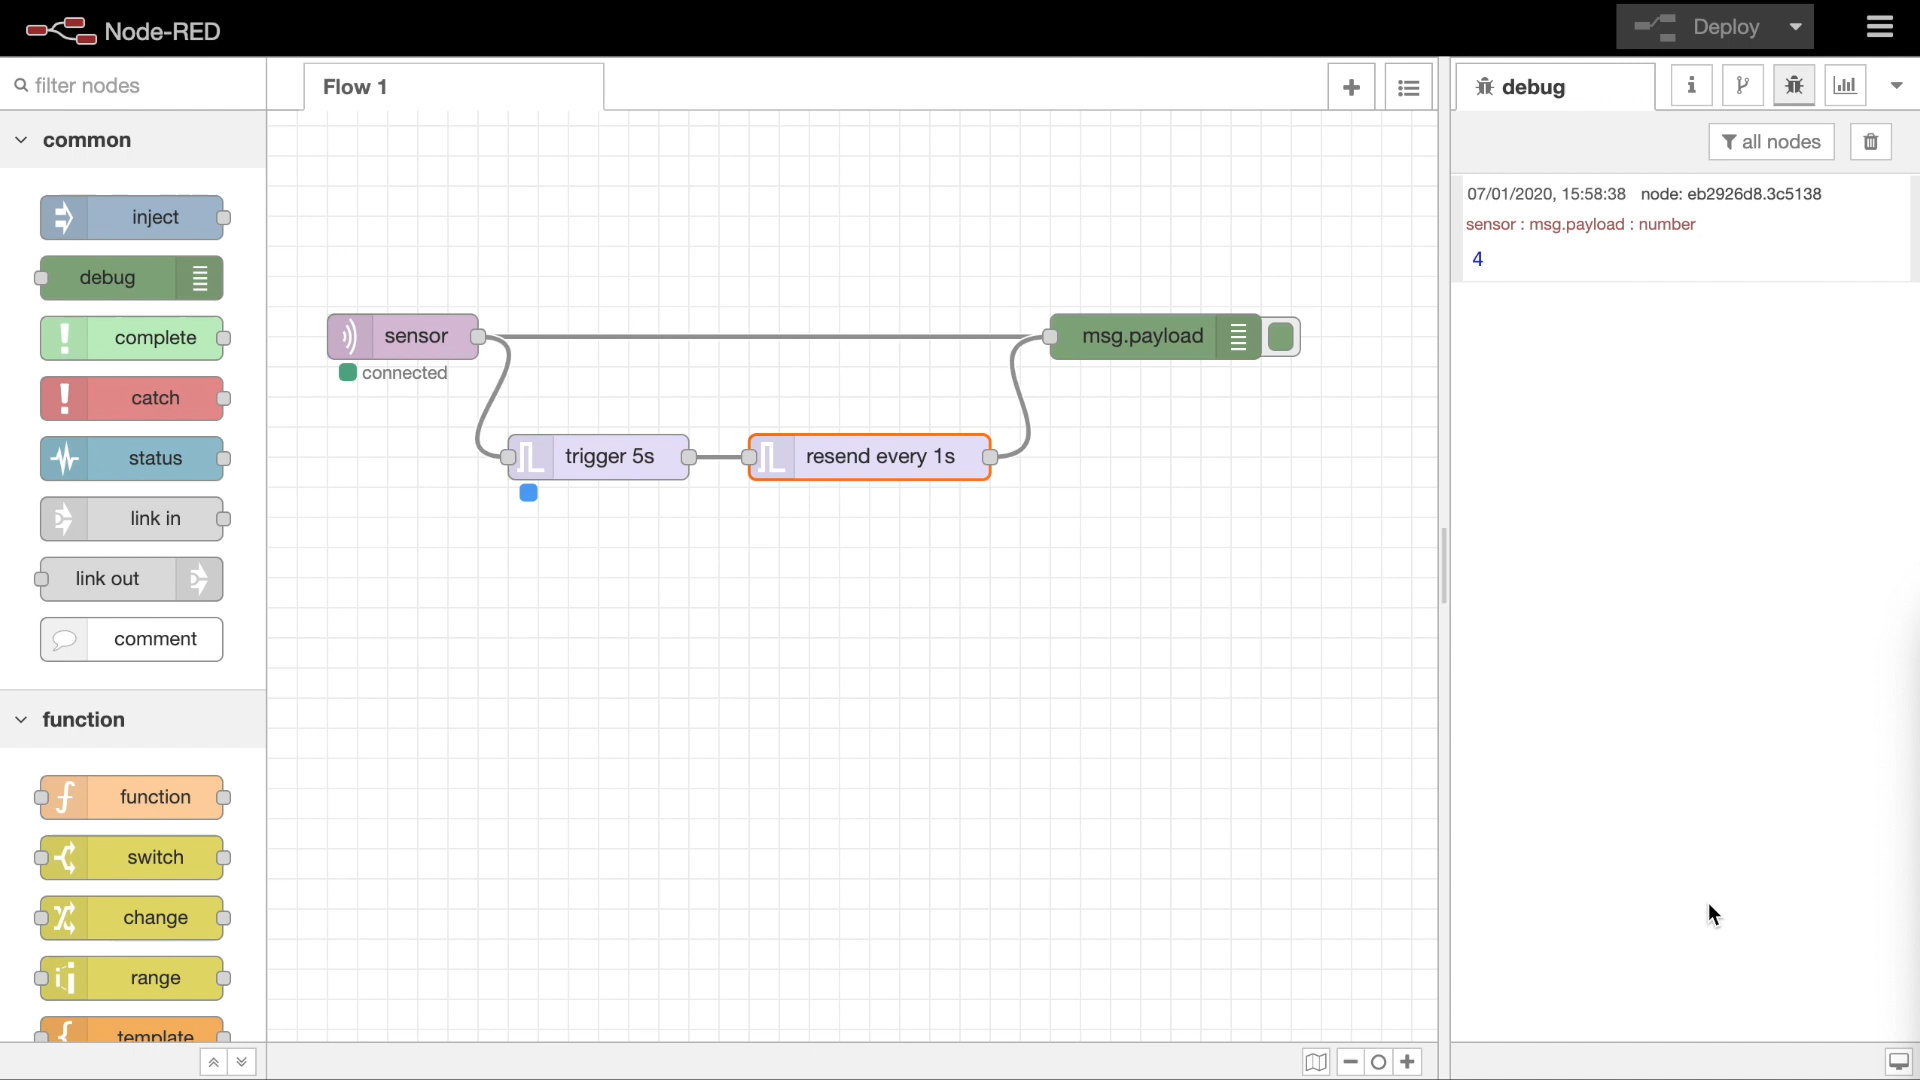 Node-RED
Deploy
filter nodes
Flow 1
debug
i
all nodes
common
inject
debug
complete
catch
status
link in
link out
comment
function
function
switch
change
range
template
sensor
connected
msg.payload
trigger 5s
resend every 1s
07/01/2020, 15:58:38 node: eb2926d8.3c5138
sensor : msg.payload : number
4